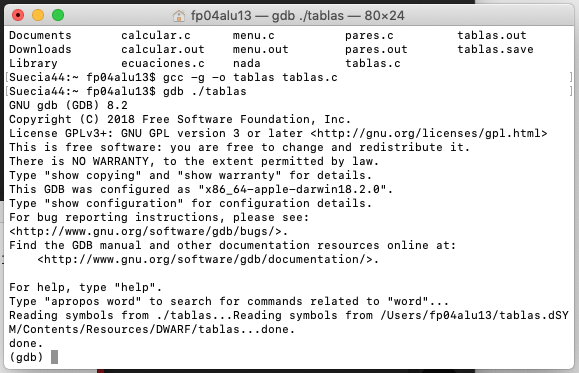 fp04alu13 — gdb ./tablas — 80×24
Documents calcular.c menu.c pares.c tablas.out
Downloads calcular.out menu.out pares.out tablas.save
Library ecuaciones.c nada tablas.c
[Suecia44:~ fp04alu13$ gcc -g -o tablas tablas.c ]
[Suecia44:~ fp04alu13$ gdb ./tablas ]
GNU gdb (GDB) 8.2
Copyright (C) 2018 Free Software Foundation, Inc.
License GPLv3+: GNU GPL version 3 or later <http://gnu.org/licenses/gpl.html>
This is free software: you are free to change and redistribute it.
There is NO WARRANTY, to the extent permitted by law.
Type "show copying" and "show warranty" for details.
This GDB was configured as "x86_64-apple-darwin18.2.0".
Type "show configuration" for configuration details.
For bug reporting instructions, please see:
<http://www.gnu.org/software/gdb/bugs/>.
Find the GDB manual and other documentation resources online at:
<http://www.gnu.org/software/gdb/documentation/>.
For help, type "help".
Type "apropos word" to search for commands related to "word"...
Reading symbols from ./tablas...Reading symbols from /Users/fp04alu13/tablas.dSY
M/Contents/Resources/DWARF/tablas...done.
done.
(gdb)